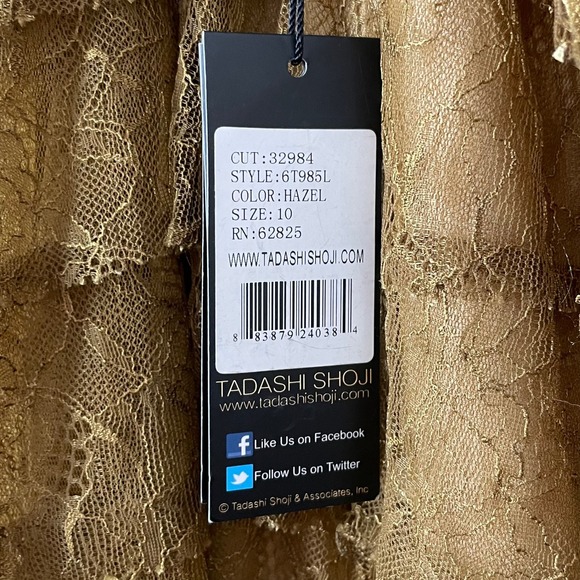 CUT:32984
STYLE:6T985L
COLOR:HAZEL
SIZE:10
RN:62825
WWW.TADASHISHOJI.COM
8 83879 24038 4
TADASHI SHOJI
www.tadashishoji.com
f Like Us on Facebook
Follow Us on Twitter
© Tadashi Shoji & Associates, Inc